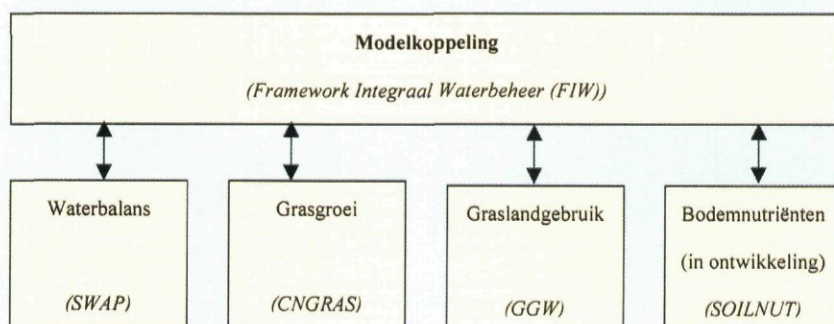 Modelkoppeling
(Framework Integraal Waterbeheer (FIW))
Waterbalans
(SWAP)
Grasgroei
(CNGRAS)
Graslandgebruik
(GGW)
Bodemnutriënten
(in ontwikkeling)
(SOILNUT)